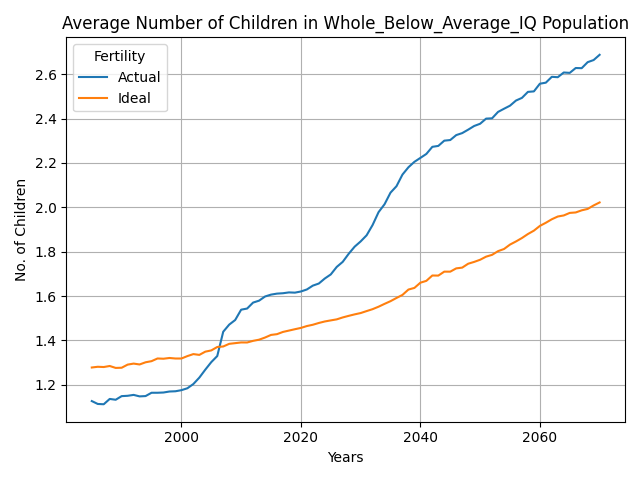 Average Number of Children in Whole_Below_Average_IQ Population
Fertility
Actual
Ideal
No. of Children
2.6
2.4
2.2
2.0
1.8
1.6
1.4
1.2
2000
2020
2040
2060
Years